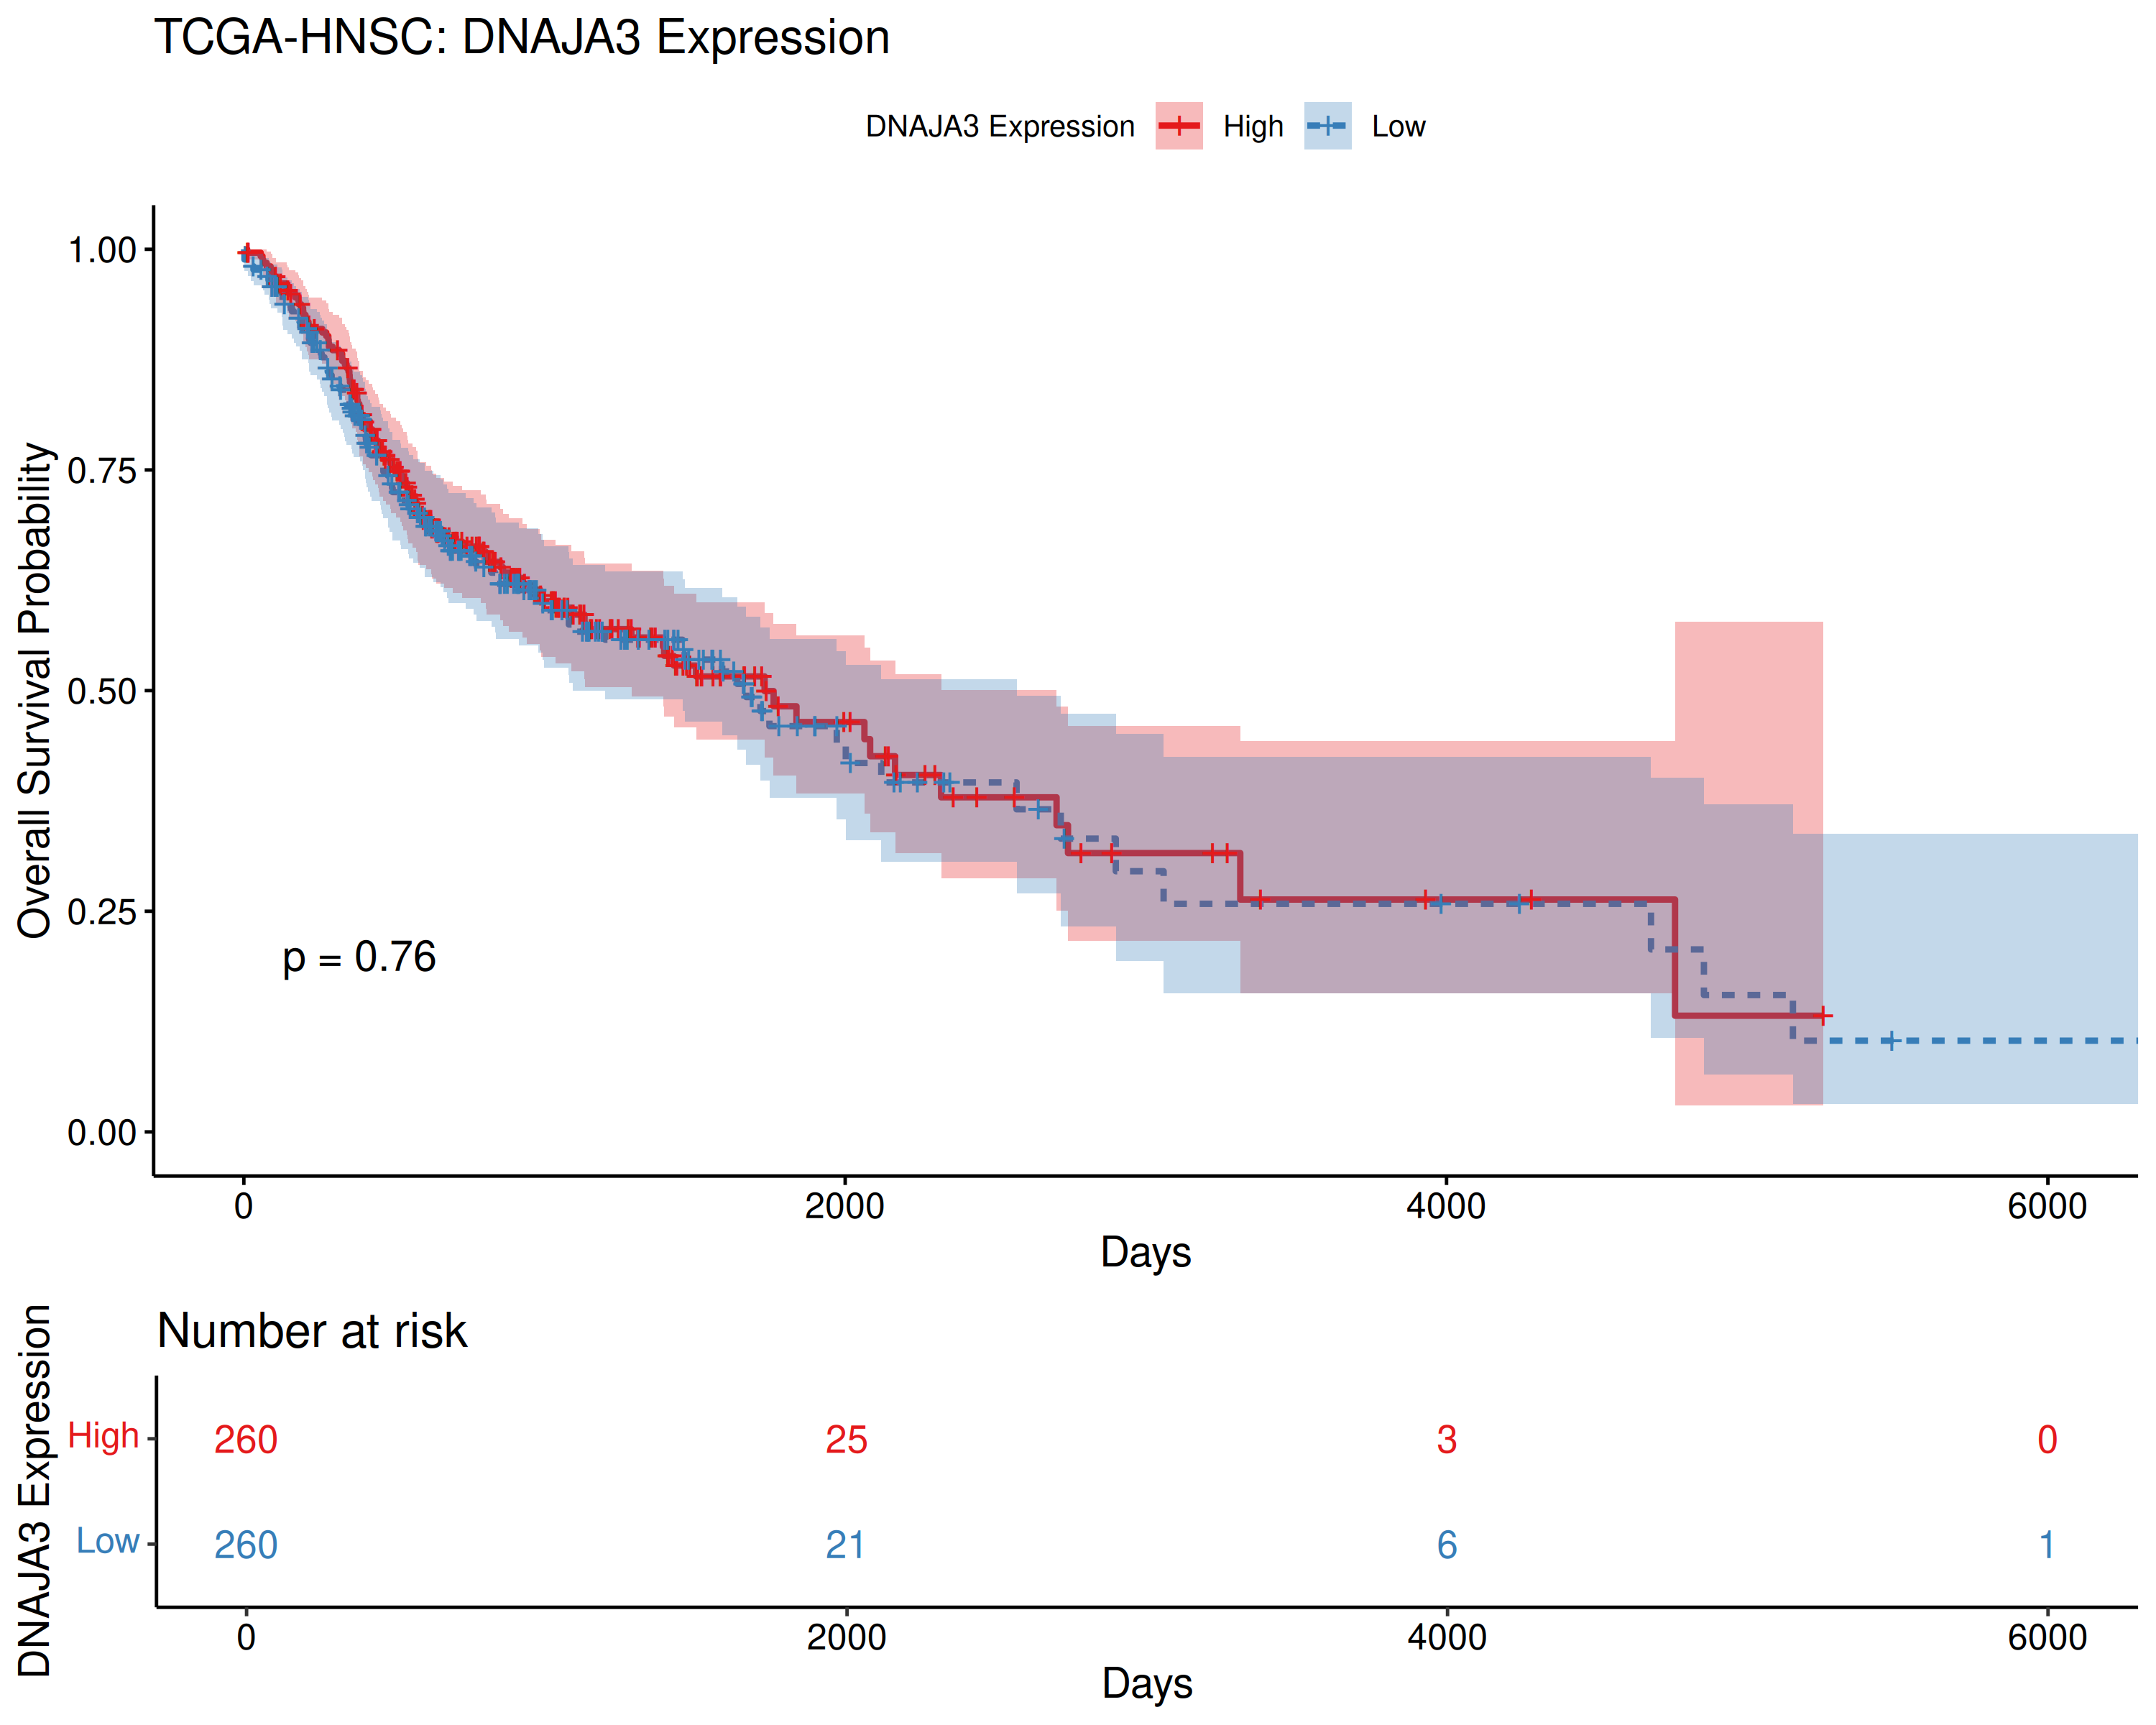 TCGA-HNSC: DNAJA3 Expression
DNAJA3 Expression High Low
Overall Survival Probability
1.00
0.75
0.50
0.25
0.00
p = 0.76
0 2000 4000 6000
Days
Number at risk
DNAJA3 Expression
High 260 25 3 0
Low 260 21 6 1
0 2000 4000 6000
Days